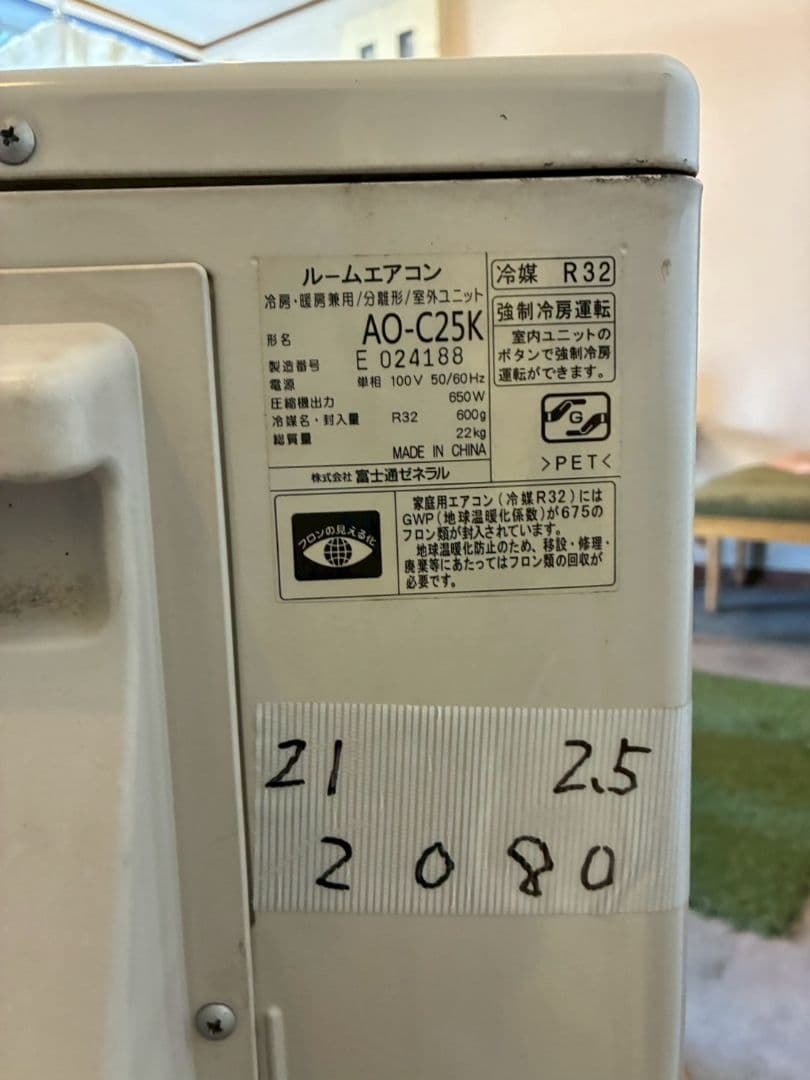 ルームエアコン
冷房・暖房兼用/分離形/室外ユニット
形名 AO-C25K
製造番号 E 024188
電源 単相 100V 50/60Hz
圧縮機出力 650W
冷媒名・封入量 R32 600g
総質量 22kg
MADE IN CHINA
株式会社 富士通ゼネラル
冷媒 R32
強制冷房運転
室内ユニットの
ボタンで強制冷房
運転ができます。
G
>PET<
フロンの見える化
家庭用エアコン(冷媒R32)には
GWP(地球温暖化係数)が675の
フロン類が封入されています。
地球温暖化防止のため、移設・修理・
廃棄等にあたってはフロン類の回収が
必要です。
21 2.5
2080